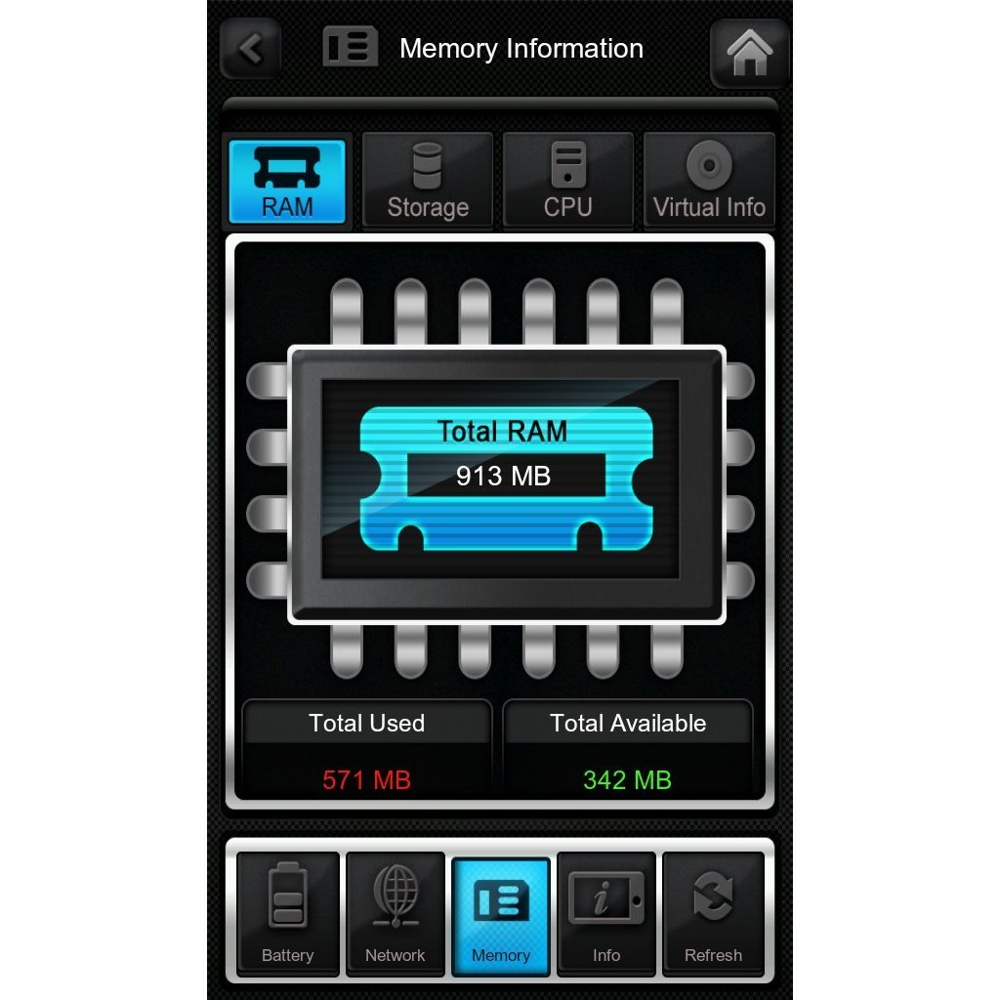 Memory Information
RAM Storage CPU Virtual Info
Total RAM
913 MB
Total Used Total Available
571 MB 342 MB
Battery Network Memory Info Refresh